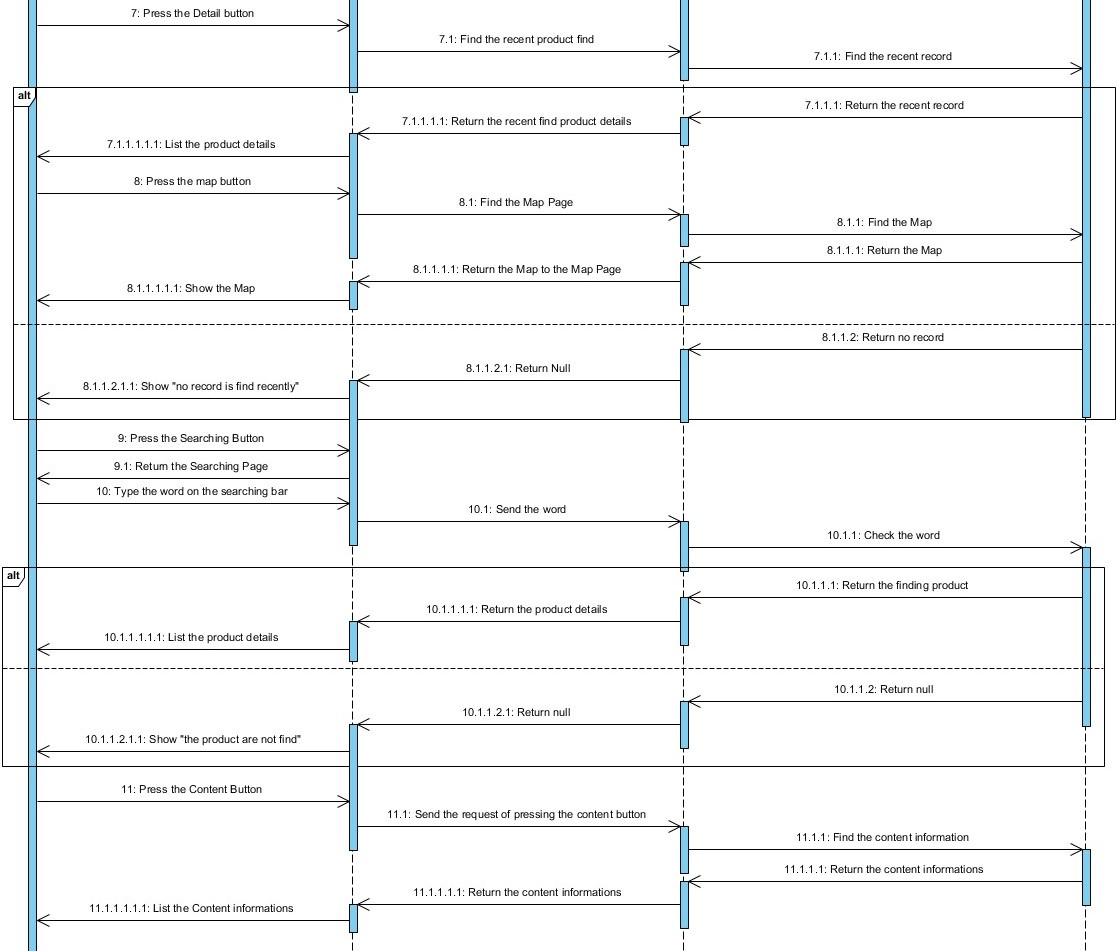 7: Press the Detail button
7.1: Find the recent product find
7.1.1: Find the recent record
alt
7.1.1.1: Return the recent record
7.1.1.1.1: Return the recent find product details
7.1.1.1.1.1: List the product details
8: Press the map button
8.1: Find the Map Page
8.1.1: Find the Map
8.1.1.1: Return the Map
8.1.1.1.1: Return the Map to the Map Page
8.1.1.1.1.1: Show the Map
8.1.1.2: Return no record
8.1.1.2.1: Return Null
8.1.1.2.1.1: Show "no record is find recently"
9: Press the Searching Button
9.1: Return the Searching Page
10: Type the word on the searching bar
10.1: Send the word
10.1.1: Check the word
alt
10.1.1.1: Return the finding product
10.1.1.1.1: Return the product details
10.1.1.1.1.1: List the product details
10.1.1.2: Return null
10.1.1.2.1: Return null
10.1.1.2.1.1: Show "the product are not find"
11: Press the Content Button
11.1: Send the request of pressing the content button
11.1.1: Find the content information
11.1.1.1: Return the content informations
11.1.1.1.1: Return the content informations
11.1.1.1.1.1: List the Content informations